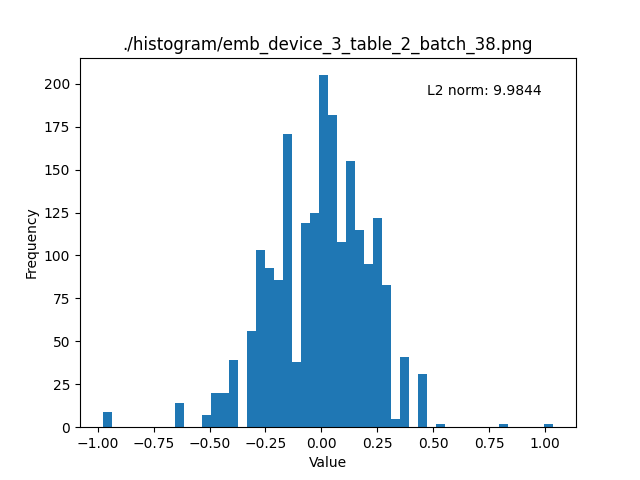 ./histogram/emb_device_3_table_2_batch_38.png
L2 norm: 9.9844
Frequency
200
175
150
125
100
75
50
25
0
−1.00 −0.75 −0.50 −0.25 0.00 0.25 0.50 0.75 1.00
Value